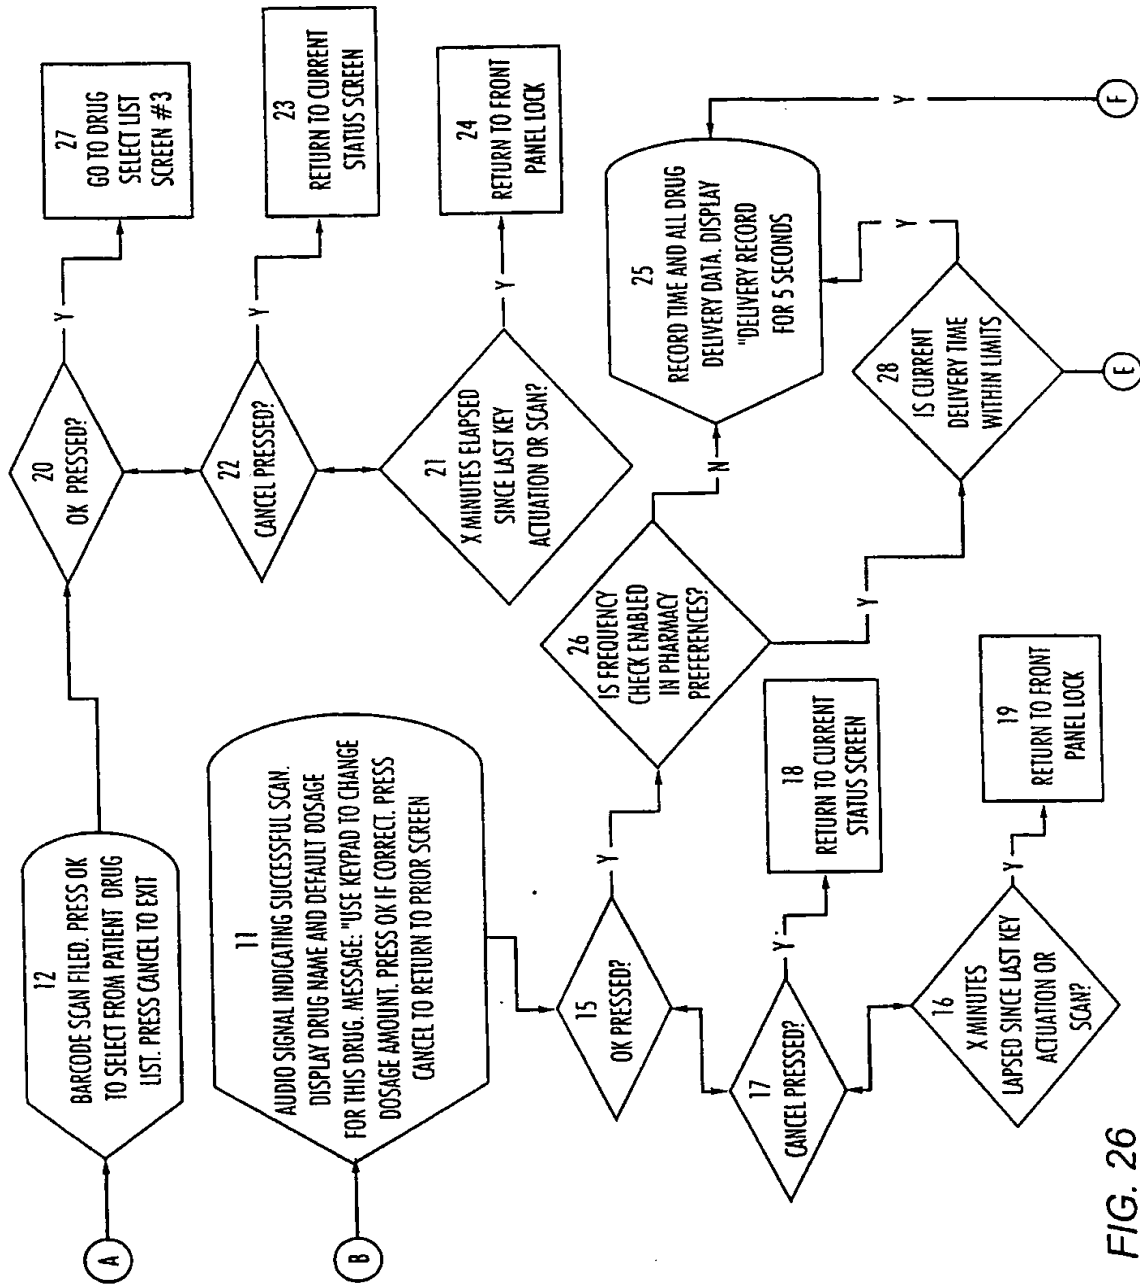 A
12
BARCODE SCAN FILED. PRESS OK
TO SELECT FROM PATIENT DRUG
LIST. PRESS CANCEL TO EXIT
20
OK PRESSED?
Y
27
GO TO DRUG
SELECT LIST
SCREEN #3
22
CANCEL PRESSED?
Y
23
RETURN TO CURRENT
STATUS SCREEN
21
X MINUTES ELAPSED
SINCE LAST KEY
ACTUATION OR SCAN?
Y
24
RETURN TO FRONT
PANEL LOCK
B
11
AUDIO SIGNAL INDICATING SUCCESSFUL SCAN.
DISPLAY DRUG NAME AND DEFAULT DOSAGE
FOR THIS DRUG. MESSAGE: "USE KEYPAD TO CHANGE
DOSAGE AMOUNT. PRESS OK IF CORRECT. PRESS
CANCEL TO RETURN TO PRIOR SCREEN
15
OK PRESSED?
Y
26
IS FREQUENCY
CHECK ENABLED
IN PHARMACY
PREFERENCES?
N
Y
25
RECORD TIME AND ALL DRUG
DELIVERY DATA. DISPLAY
"DELIVERY RECORD
FOR 5 SECONDS
Y
F
28
IS CURRENT
DELIVERY TIME
WITHIN LIMITS
Y
E
17
CANCEL PRESSED?
Y
18
RETURN TO CURRENT
STATUS SCREEN
16
X MINUTES
LAPSED SINCE LAST KEY
ACTUATION OR
SCAN?
Y
19
RETURN TO FRONT
PANEL LOCK
FIG. 26